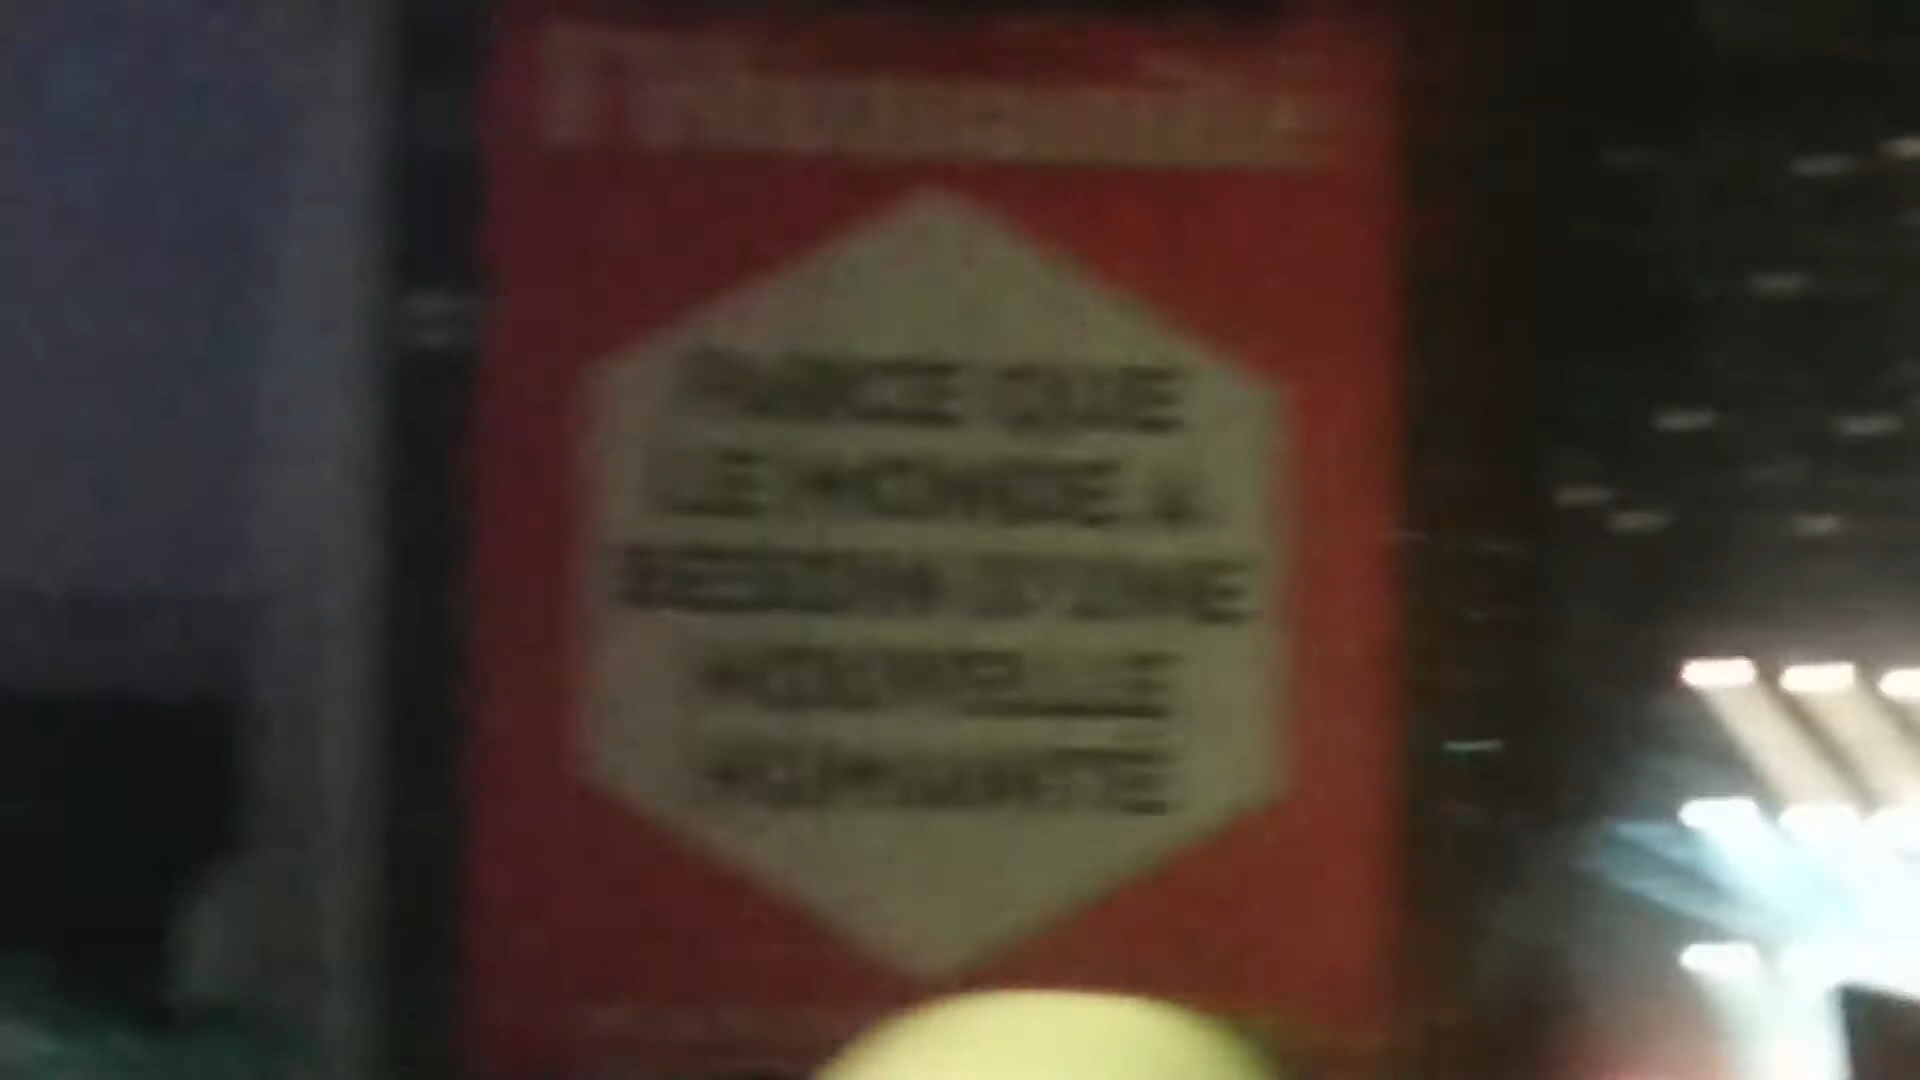 PARCE QUE
LE MONDE A
BESOIN D'UNE
NOUVELLE
HUMANITÉ